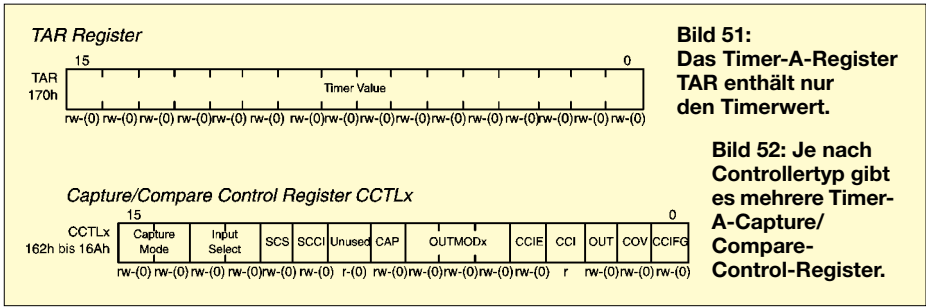 TAR Register
15 0
TAR
170h
Timer Value
rw-(0) rw-(0) rw-(0) rw-(0) rw-(0) rw-(0) rw-(0) rw-(0) rw-(0) rw-(0) rw-(0) rw-(0) rw-(0) rw-(0) rw-(0) rw-(0)
Bild 51:
Das Timer-A-Register
TAR enthält nur
den Timerwert.
Capture/Compare Control Register CCTLx
15 0
CCTLx
162h bis 16Ah
Capture
Mode
Input
Select
SCS SCCI Unused CAP OUTMODx CCIE CCI OUT COV CCIFG
rw-(0) rw-(0) rw-(0) rw-(0) rw-(0) rw-(0) r-(0) rw-(0) rw-(0) rw-(0) rw-(0) rw-(0) r rw-(0) rw-(0) rw-(0)
Bild 52: Je nach
Controllertyp gibt
es mehrere Timer-
A-Capture/
Compare-
Control-Register.